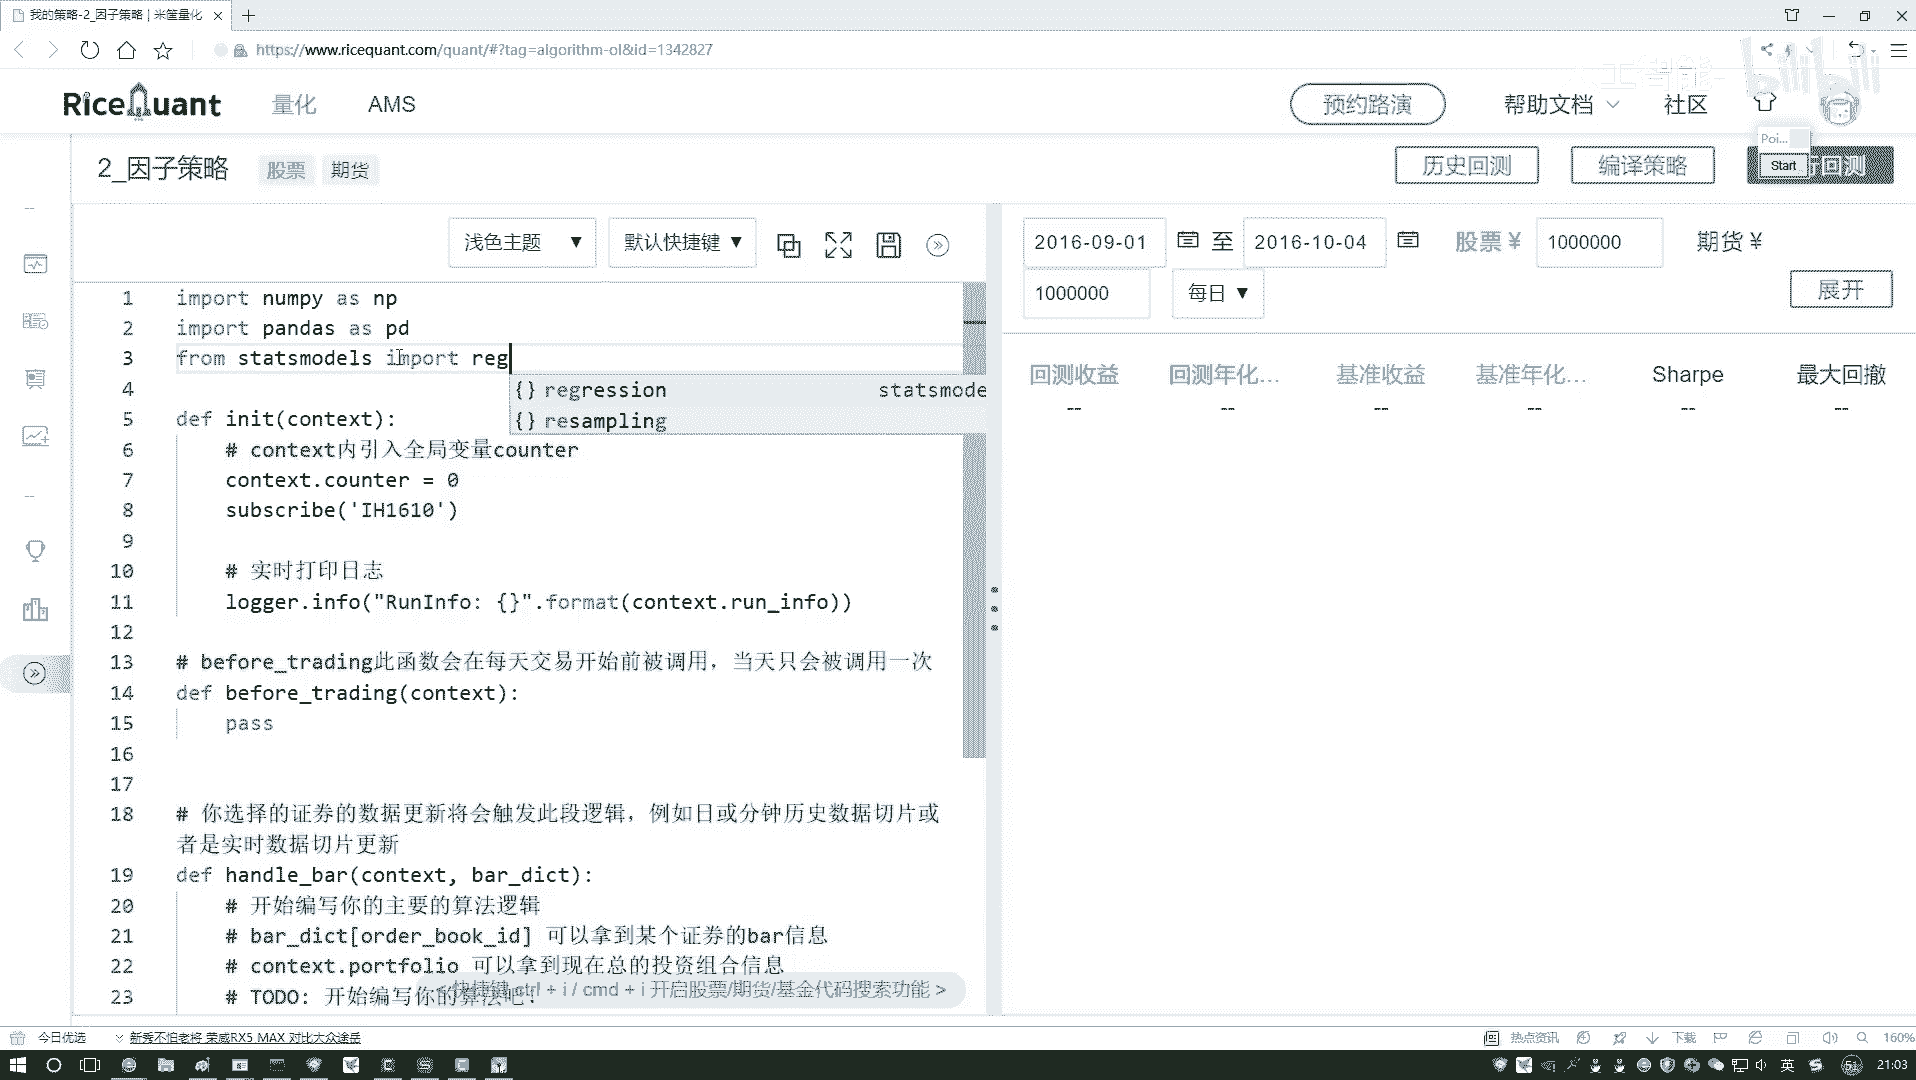 我的策略-2_因子策略 | 米筐量化
https://www.ricequant.com/quant/#?tag=algorithm-ol&id=1342827
bilibili
RiceQuant 量化 AMS 预约路演 帮助文档 社区
Poi...
Start
2_因子策略 股票 期货 历史回测 编译策略 回测
浅色主题 ▼ 默认快捷键 ▼
2016-09-01 至 2016-10-04 股票 ¥ 1000000 期货 ¥
1000000 每日 ▼ 展开
回测收益 回测年化... 基准收益 基准年化... Sharpe 最大回撤
-- -- -- -- -- --
1 import numpy as np
2 import pandas as pd
3 from statsmodels import reg
{} regression statsmode
{} resampling
4
5 def init(context):
6 # context内引入全局变量counter
7 context.counter = 0
8 subscribe('IH1610')
9
10 # 实时打印日志
11 logger.info("RunInfo: {}".format(context.run_info))
12
13 # before_trading此函数会在每天交易开始前被调用，当天只会被调用一次
14 def before_trading(context):
15 pass
16
17
18 # 你选择的证券的数据更新将会触发此段逻辑，例如日或分钟历史数据切片或
者是实时数据切片更新
19 def handle_bar(context, bar_dict):
20 # 开始编写你的主要的算法逻辑
21 # bar_dict[order_book_id] 可以拿到某个证券的bar信息
22 # context.portfolio 可以拿到现在总的投资组合信息
23 # TODO: 开始编写你的算法吧！
快捷键 ctrl + i / cmd + i 开启股票/期货/基金代码搜索功能 >
今日优选 新秀不怕老将 荣威RX5 MAX 对比大众途岳 热点资讯 下载 160%
英 51 21:03